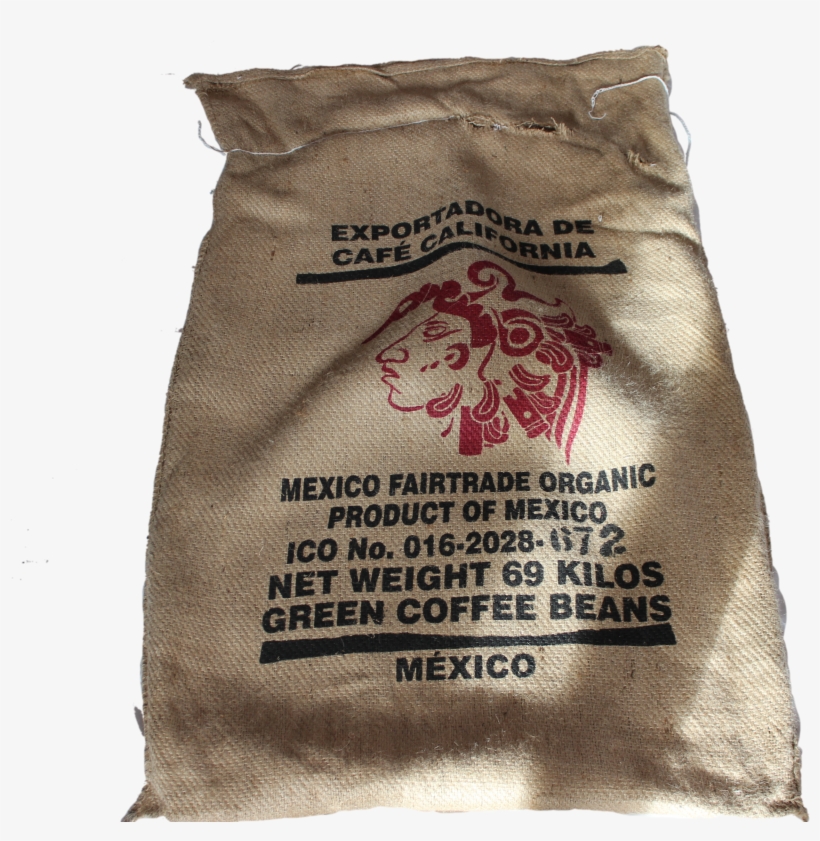 EXPORTADORA DE
CAFÉ CALIFORNIA
MEXICO FAIRTRADE ORGANIC
PRODUCT OF MEXICO
ICO No. 016-2028-672
NET WEIGHT 69 KILOS
GREEN COFFEE BEANS
MÉXICO